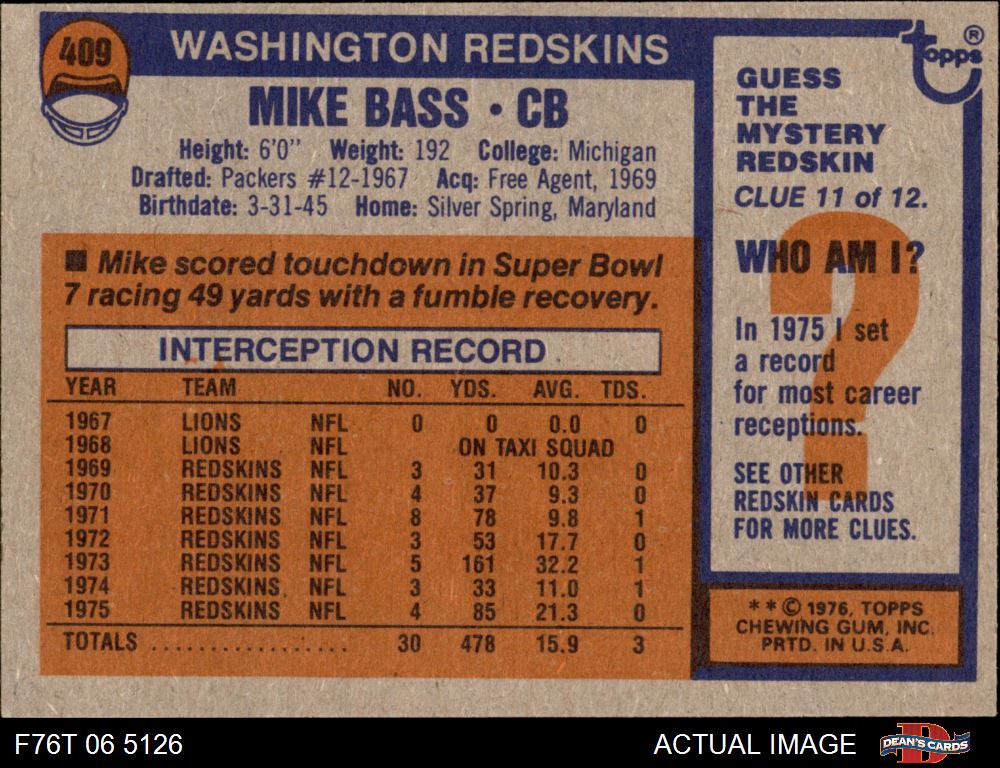 409
WASHINGTON REDSKINS
MIKE BASS • CB
Height: 6'0" Weight: 192 College: Michigan
Drafted: Packers #12-1967 Acq: Free Agent, 1969
Birthdate: 3-31-45 Home: Silver Spring, Maryland
■ Mike scored touchdown in Super Bowl
7 racing 49 yards with a fumble recovery.
INTERCEPTION RECORD
YEAR TEAM NO. YDS. AVG. TDS.
1967 LIONS NFL 0 0 0.0 0
1968 LIONS NFL ON TAXI SQUAD
1969 REDSKINS NFL 3 31 10.3 0
1970 REDSKINS NFL 4 37 9.3 0
1971 REDSKINS NFL 8 78 9.8 1
1972 REDSKINS NFL 3 53 17.7 0
1973 REDSKINS NFL 5 161 32.2 1
1974 REDSKINS NFL 3 33 11.0 1
1975 REDSKINS NFL 4 85 21.3 0
TOTALS .................. 30 478 15.9 3
topps ®
GUESS
THE
MYSTERY
REDSKIN
CLUE 11 of 12.
?
WHO AM I?
In 1975 I set
a record
for most career
receptions.
SEE OTHER
REDSKIN CARDS
FOR MORE CLUES.
* * © 1976, TOPPS
CHEWING GUM, INC.
PRTD. IN U.S.A.
F76T 06 5126
ACTUAL IMAGE
DEAN'S CARDS